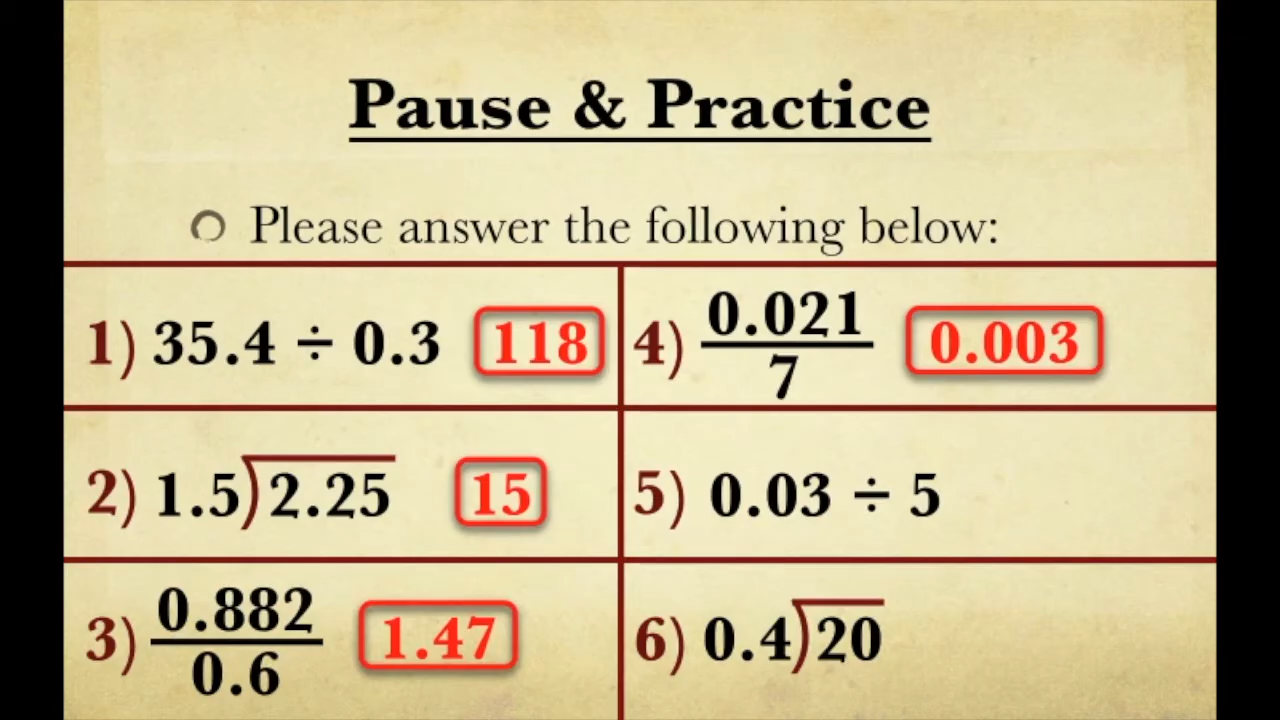 Pause & Practice
Please answer the following below:
1) 35.4 ÷ 0.3 118
2) 1.5)2.25 15
3) 0.882
0.6
1.47
4) 0.021
7
0.003
5) 0.03 ÷ 5
6) 0.4)20